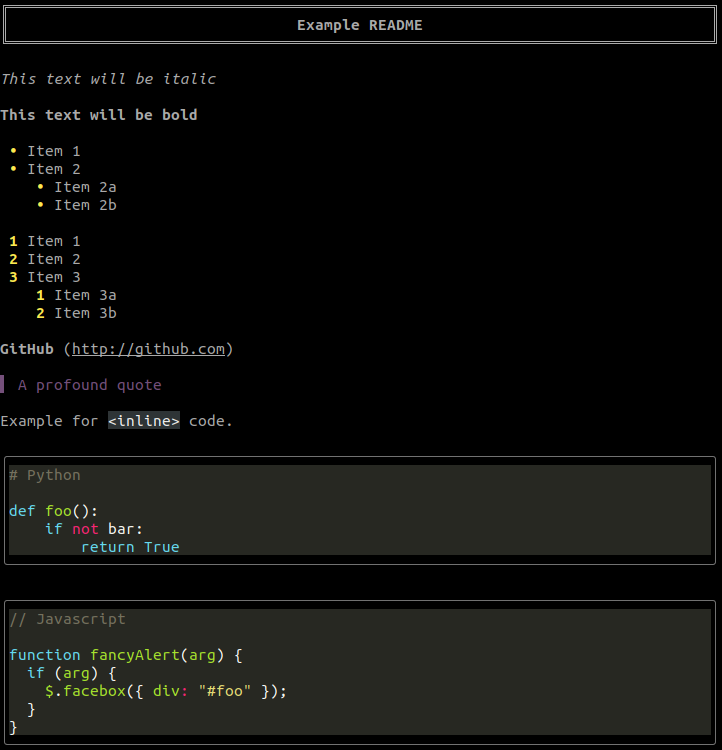 Example README
This text will be italic
This text will be bold
• Item 1
• Item 2
    • Item 2a
    • Item 2b
1 Item 1
2 Item 2
3 Item 3
    1 Item 3a
    2 Item 3b
GitHub (http://github.com)
A profound quote
Example for <inline> code.
# Python
def foo():
    if not bar:
        return True
// Javascript
function fancyAlert(arg) {
  if (arg) {
    $.facebox({ div: "#foo" });
  }
}